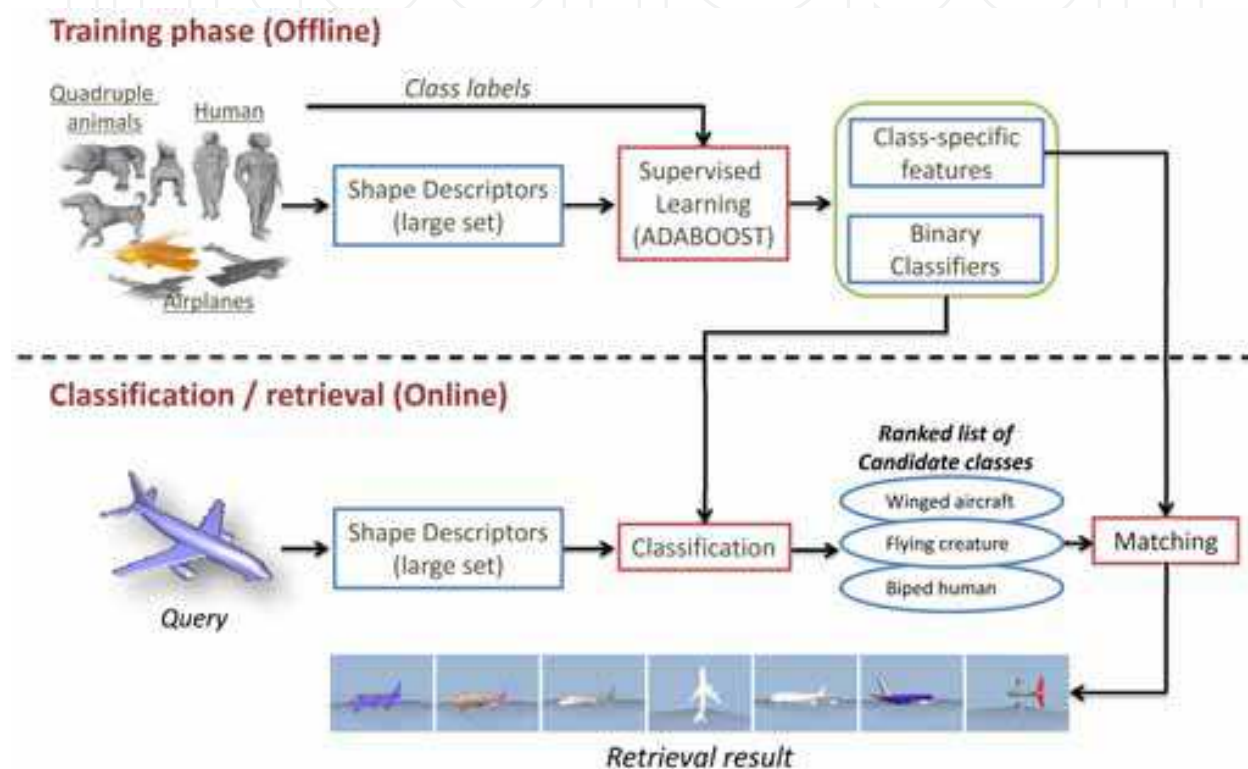 Training phase (Offline)
Quadruple
animals
Human
Airplanes
Class labels
Shape Descriptors
(large set)
Supervised
Learning
(ADABOOST)
Class-specific
features
Binary
Classifiers
Classification / retrieval (Online)
Query
Shape Descriptors
(large set)
Classification
Ranked list of
Candidate classes
Winged aircraft
Flying creature
Biped human
Matching
Retrieval result